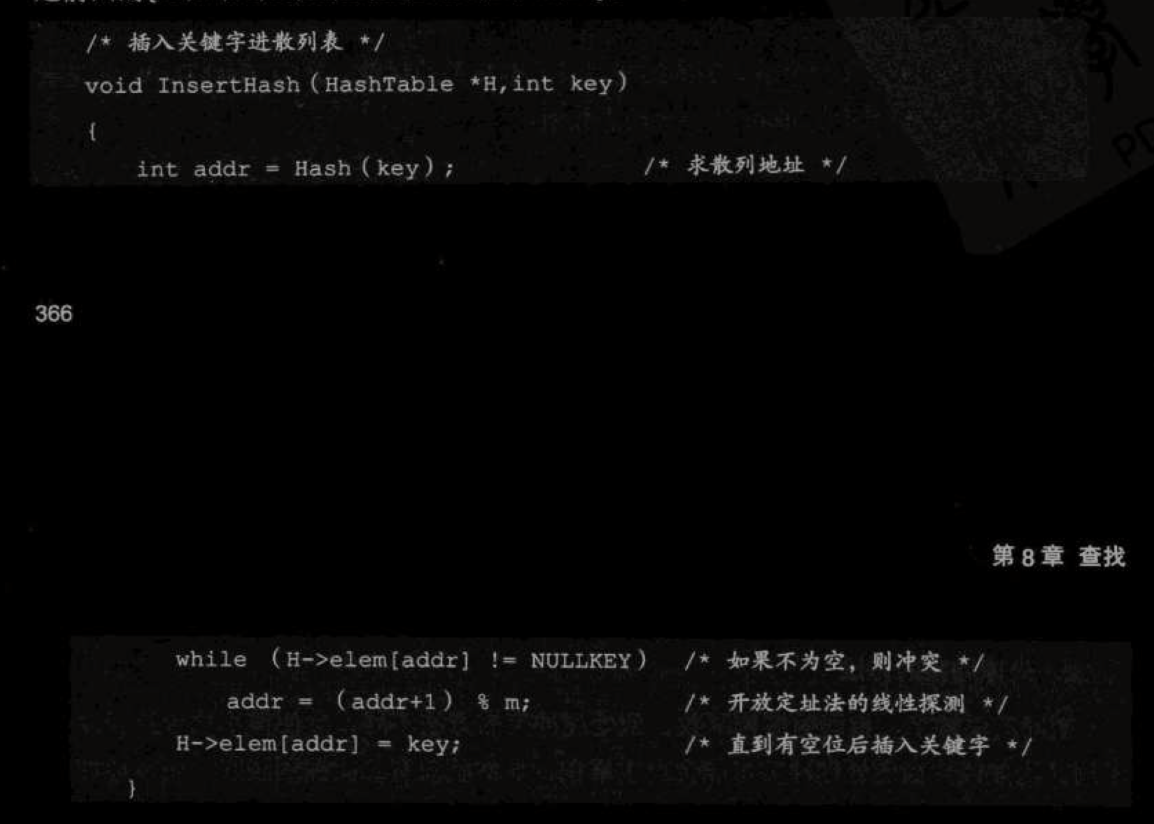 /* 插入关键字进散列表 */
void InsertHash(HashTable *H,int key)
{
int addr = Hash(key); /* 求散列地址 */
366
第 8 章 查找
while (H->elem[addr] != NULLKEY) /* 如果不为空，则冲突 */
addr = (addr+1) % m; /* 开放定址法的线性探测 */
H->elem[addr] = key; /* 直到有空位后插入关键字 */
}